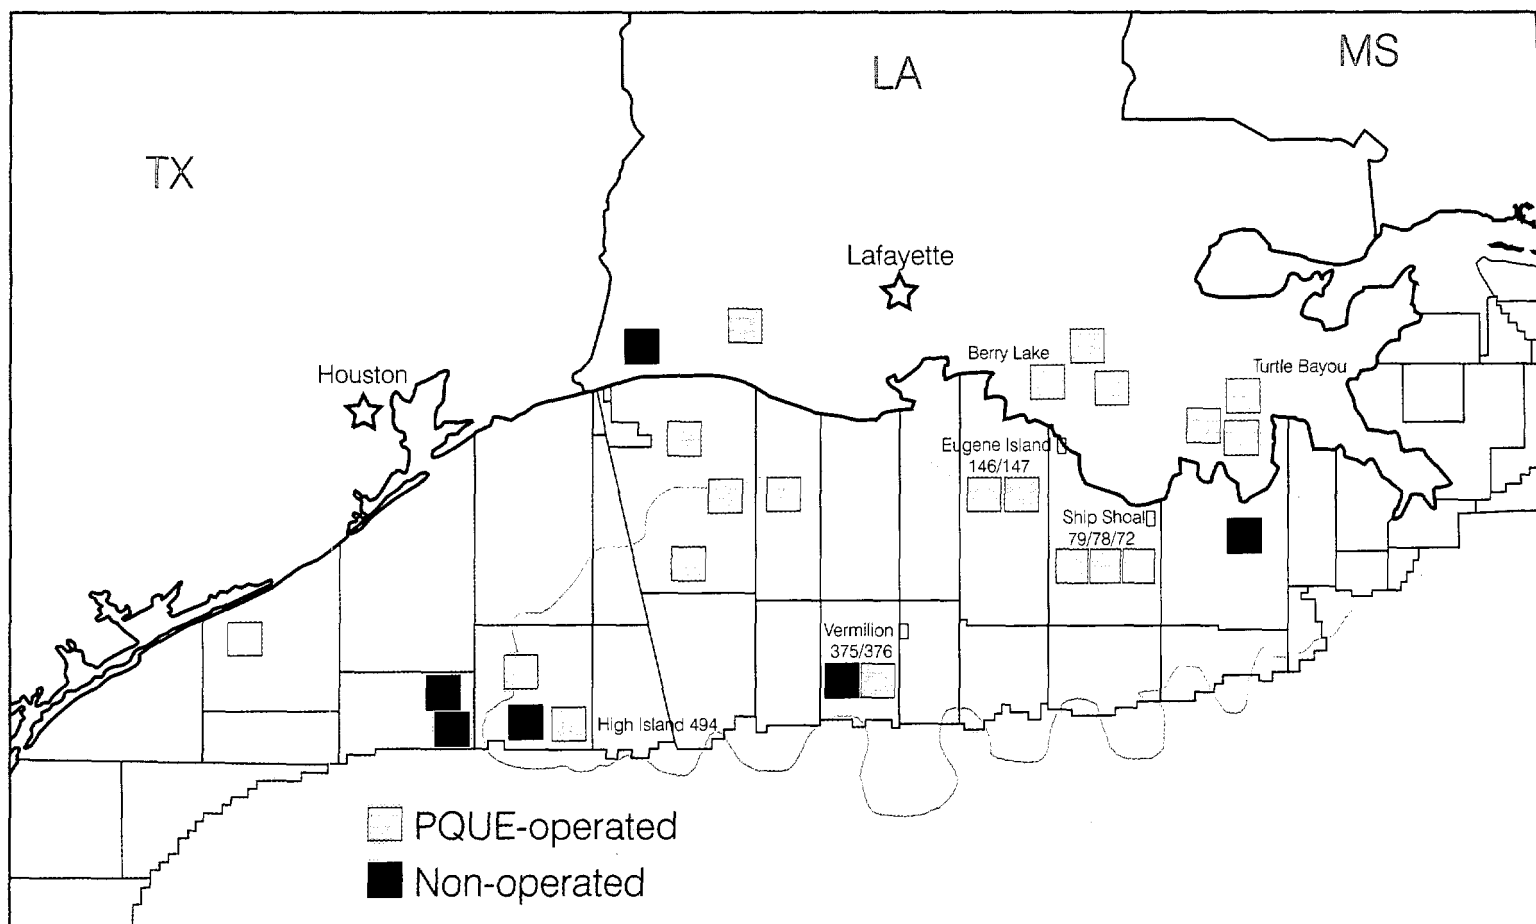 MS
LA
TX
Lafayette
Berry Lake
Turtle Bayou
Houston
Eugene Island
146/147
Ship Shoal
79/78/72
Vermilion
375/376
High Island 494
PQUE-operated
Non-operated